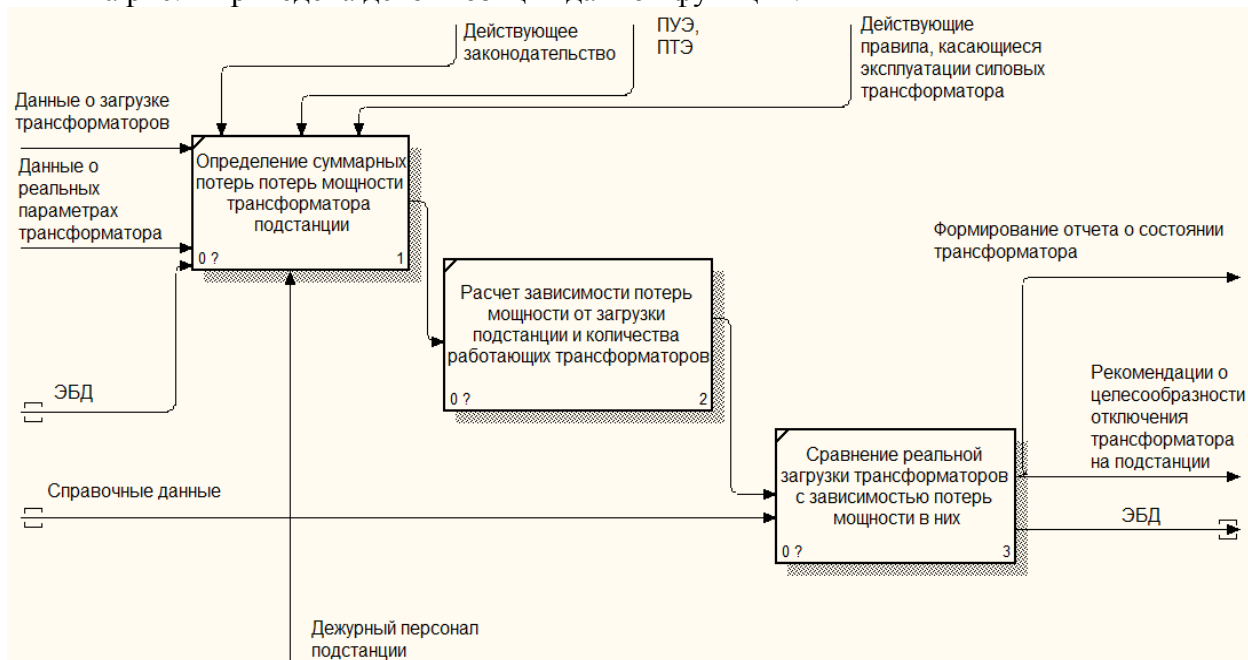 Действующее
законодательство
ПУЭ,
ПТЭ
Действующие
правила, касающиеся
эксплуатации силовых
трансформатора
Данные о загрузке
трансформаторов
Данные о
реальных
параметрах
трансформатора
Определение суммарных
потерь потерь мощности
трансформатора
подстанции
0 ?
1
Расчет зависимости потерь
мощности от загрузки
подстанции и количества
работающих трансформаторов
0 ?
2
Формирование отчета о состоянии
трансформатора
ЭБД
Рекомендации о
целесообразности
отключения
трансформатора
на подстанции
Сравнение реальной
загрузки трансформаторов
с зависимостью потерь
мощности в них
0 ?
3
Справочные данные
ЭБД
Дежурный персонал
подстанции